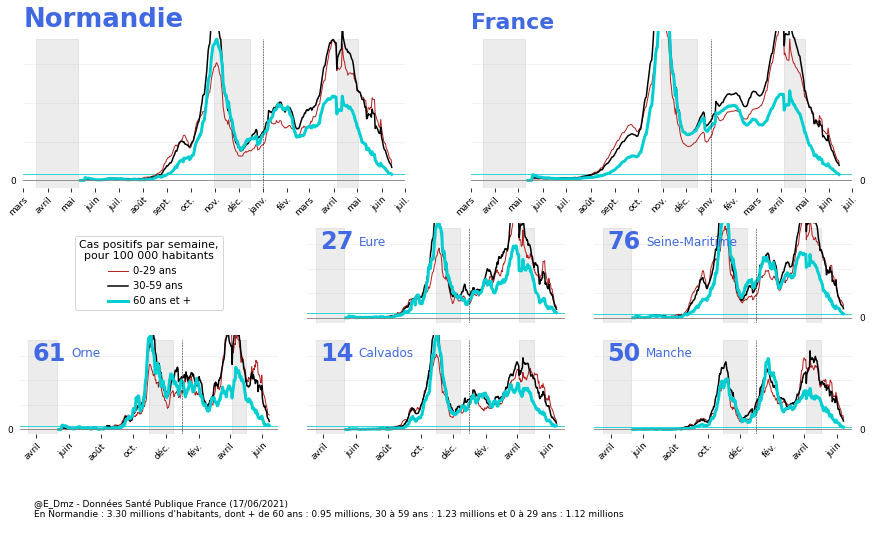 Normandie
France
0
mars avril mai juin juil. août sept. oct. nov. déc. janv. fév. mars avril mai juin juil.
mars avril mai juin juil. août sept. oct. nov. déc. janv. fév. mars avril mai juin juil.
0
Cas positifs par semaine,
pour 100 000 habitants
0-29 ans
30-59 ans
60 ans et +
27 Eure
76 Seine-Maritime
0
61 Orne
14 Calvados
50 Manche
0
0
avril juin août oct. déc. fév. avril juin
avril juin août oct. déc. fév. avril juin
avril juin août oct. déc. fév. avril juin
@E_Dmz - Données Santé Publique France (17/06/2021)
En Normandie : 3.30 millions d'habitants, dont + de 60 ans : 0.95 millions, 30 à 59 ans : 1.23 millions et 0 à 29 ans : 1.12 millions